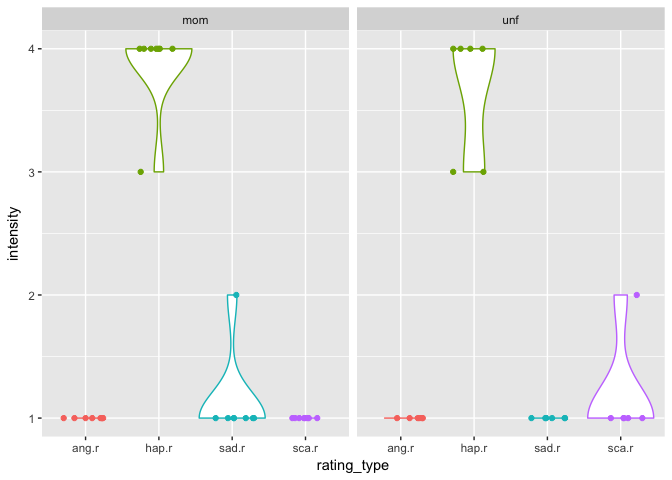 mom unf
intensity
4
3
2
1
ang.r hap.r sad.r sca.r ang.r hap.r sad.r sca.r
rating_type